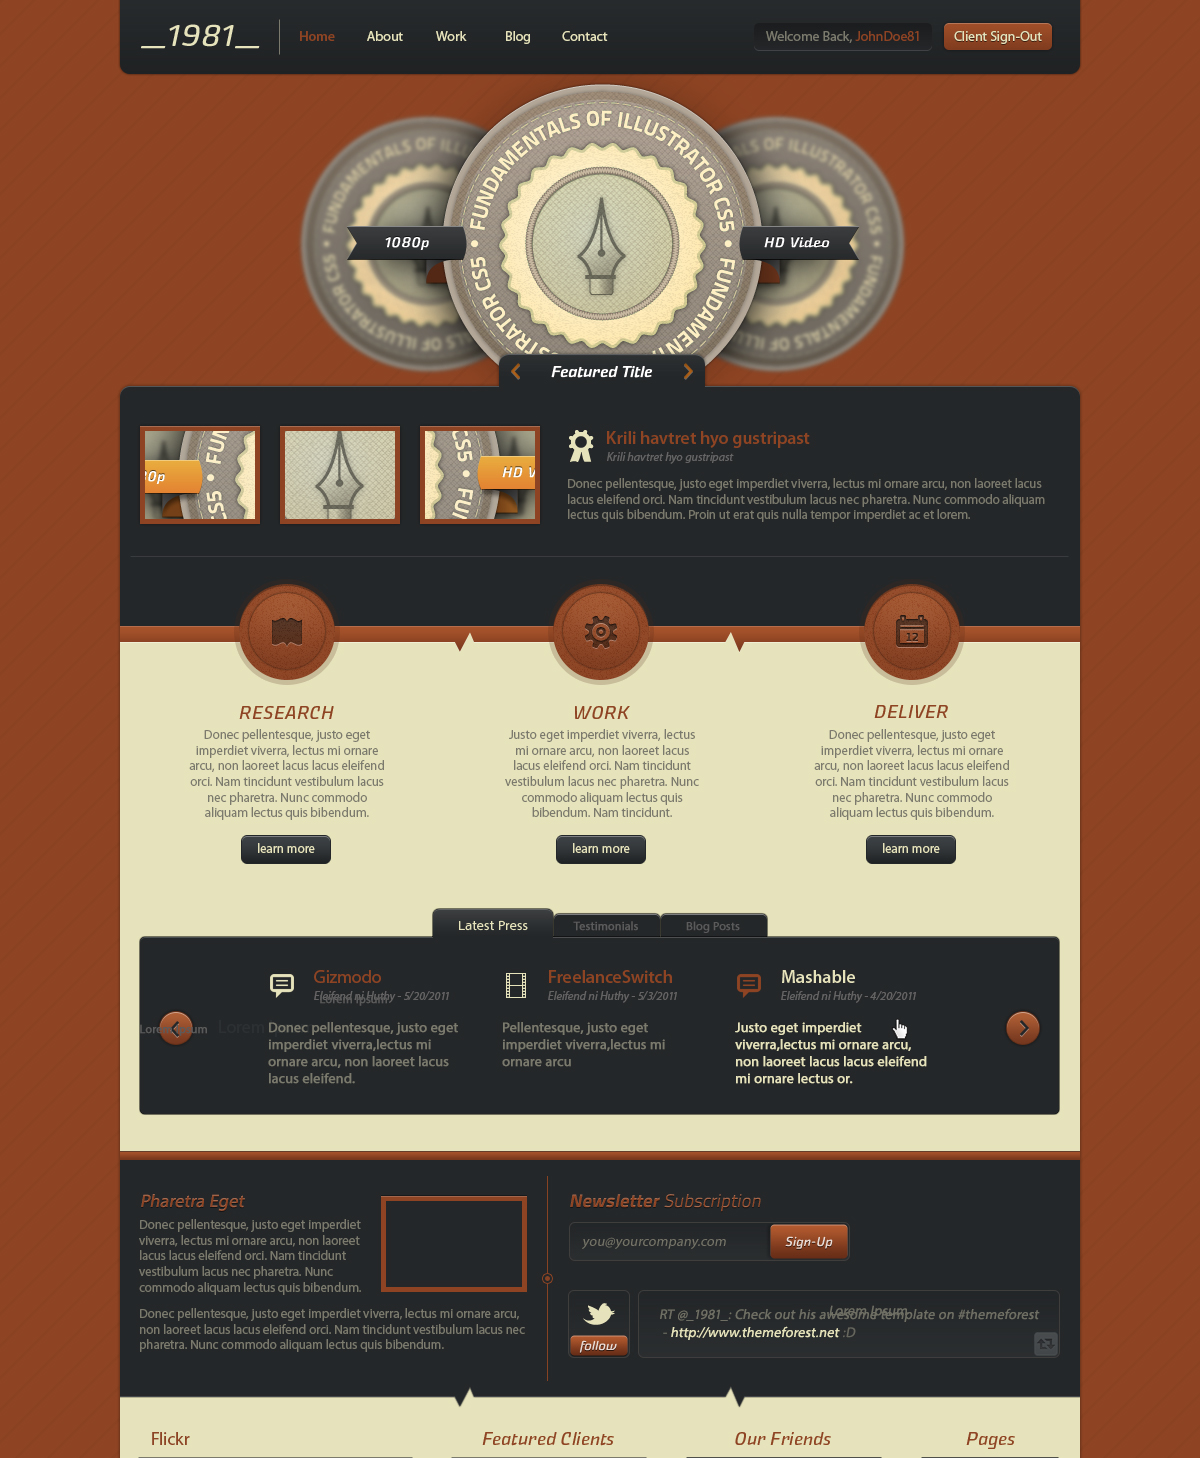 _1981_
Home About Work Blog Contact
Welcome Back, JohnDoe81
Client Sign-Out
FUNDAMENTALS OF ILLUSTRATOR CS5 • FUNDAMENT
STRATOR CS5 •
FUNDAMENTALS OF ILL
CS5
ILLUSTRATOR CS5
FUNDAMENTALS OF ILLUS
1080p
HD Video
Featured Title
0p
FUN
CS5
CS5
FU
HD V
Krili havtret hyo gustripast
Krili havtret hyo gustripast
Donec pellentesque, justo eget imperdiet viverra, lectus mi ornare arcu, non laoreet lacus
lacus eleifend orci. Nam tincidunt vestibulum lacus nec pharetra. Nunc commodo aliquam
lectus quis bibendum. Proin ut erat quis nulla tempor imperdiet ac et lorem.
12
RESEARCH
Donec pellentesque, justo eget
imperdiet viverra, lectus mi ornare
arcu, non laoreet lacus lacus eleifend
orci. Nam tincidunt vestibulum lacus
nec pharetra. Nunc commodo
aliquam lectus quis bibendum.
learn more
WORK
Justo eget imperdiet viverra, lectus
mi ornare arcu, non laoreet lacus
lacus eleifend orci. Nam tincidunt
vestibulum lacus nec pharetra. Nunc
commodo aliquam lectus quis
bibendum. Nam tincidunt.
learn more
DELIVER
Donec pellentesque, justo eget
imperdiet viverra, lectus mi ornare
arcu, non laoreet lacus lacus eleifend
orci. Nam tincidunt vestibulum lacus
nec pharetra. Nunc commodo
aliquam lectus quis bibendum.
learn more
Latest Press Testimonials Blog Posts
Gizmodo
Eleifend ni Huthy - 5/20/2011
Lorem Ipsum
Lorem Ipsum
Lorem
Donec pellentesque, justo eget
imperdiet viverra,lectus mi
ornare arcu, non laoreet lacus
lacus eleifend.
FreelanceSwitch
Eleifend ni Huthy - 5/3/2011
Pellentesque, justo eget
imperdiet viverra,lectus mi
ornare arcu
Mashable
Eleifend ni Huthy - 4/20/2011
Justo eget imperdiet
viverra,lectus mi ornare arcu,
non laoreet lacus lacus eleifend
mi ornare lectus or.
Pharetra Eget
Donec pellentesque, justo eget imperdiet
viverra, lectus mi ornare arcu, non laoreet
lacus lacus eleifend orci. Nam tincidunt
vestibulum lacus nec pharetra. Nunc
commodo aliquam lectus quis bibendum.
Donec pellentesque, justo eget imperdiet viverra, lectus mi ornare arcu,
non laoreet lacus lacus eleifend orci. Nam tincidunt vestibulum lacus nec
pharetra. Nunc commodo aliquam lectus quis bibendum.
Newsletter Subscription
you@yourcompany.com
Sign-Up
follow
RT @_1981_: Check out his awesome template on #themeforest
- http://www.themeforest.net :D
Lorem Ipsum
Flickr
Featured Clients
Our Friends
Pages